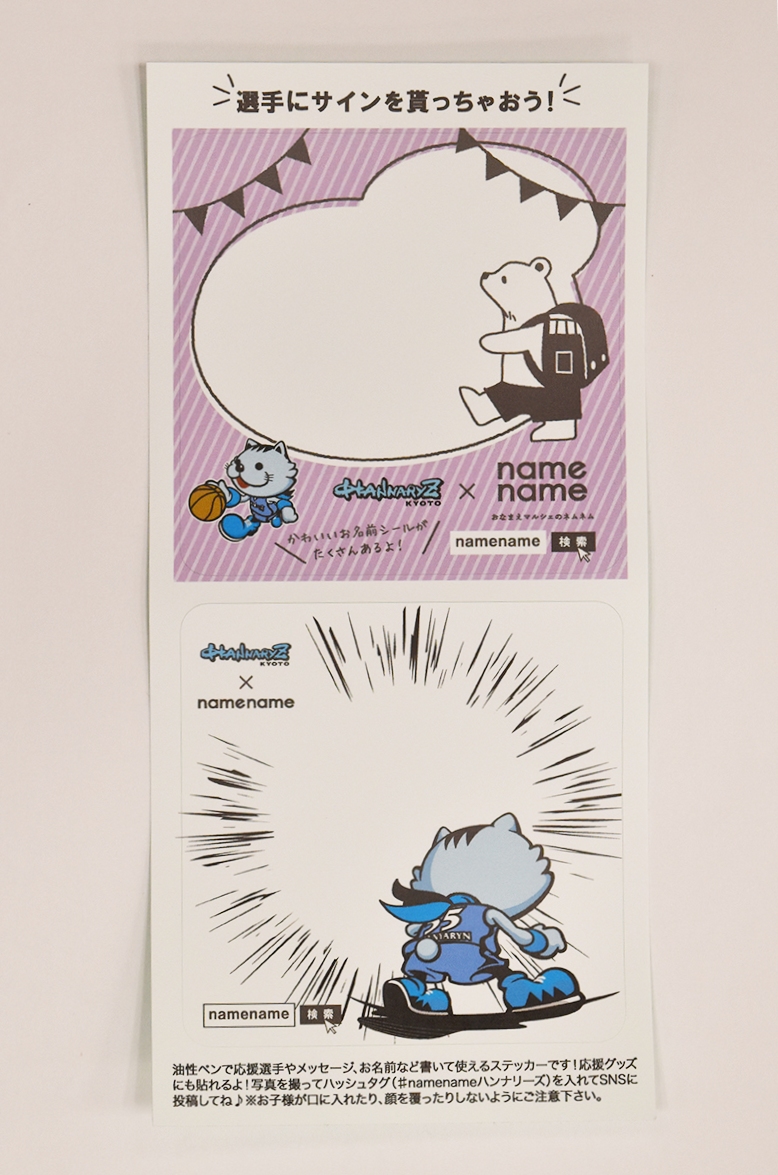 選手にサインを貰っちゃおう!
HANNARYZ
KYOTO
×
name
name
おなまえマルシェのネムネム
かわいいお名前シールが
たくさんあるよ!
namename 検索
HANNARYZ
KYOTO
×
namename
namename 検索
油性ペンで応援選手やメッセージ、お名前など書いて使えるステッカーです!応援グッズ
にも貼れるよ!写真を撮ってハッシュタグ(#namenameハンナリーズ)を入れてSNSに
投稿してね♪※お子様が口に入れたり、顔を覆ったりしないようにご注意下さい。